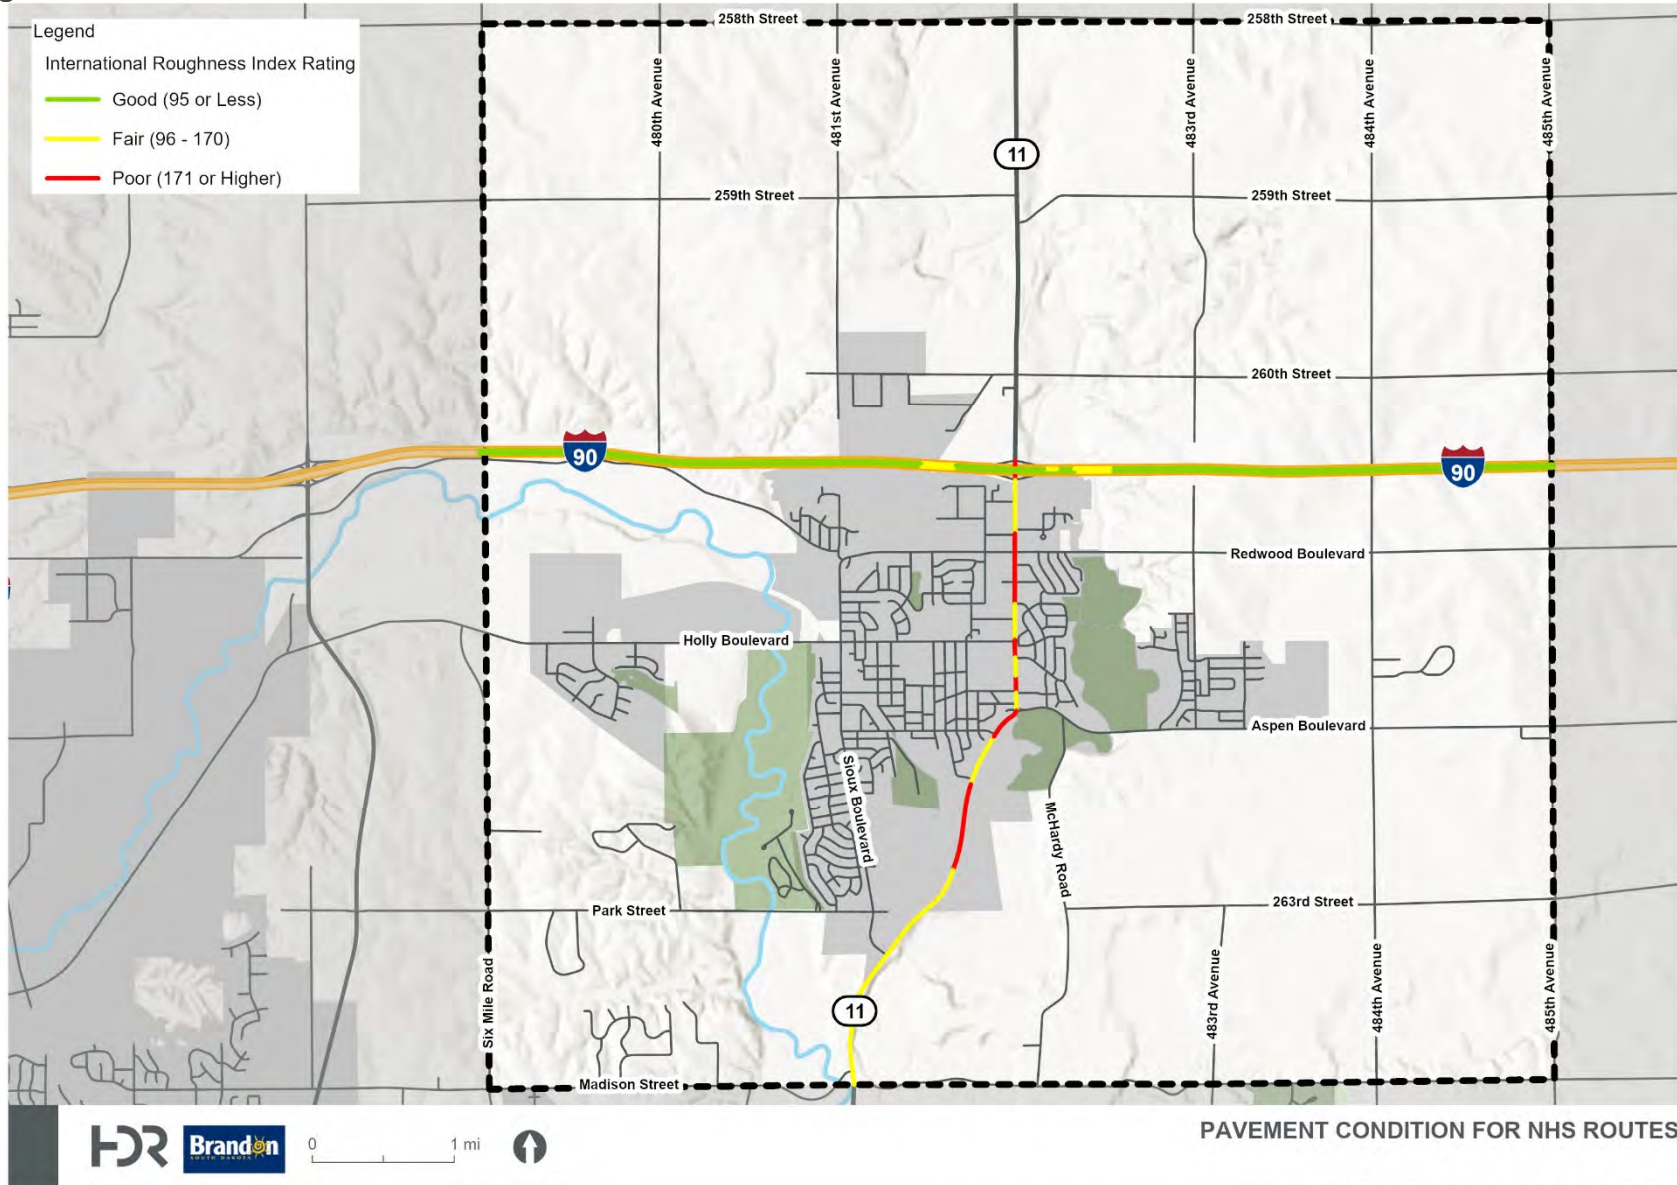 Legend
International Roughness Index Rating
Good (95 or Less)
Fair (96 - 170)
Poor (171 or Higher)
258th Street
258th Street
480th Avenue
481st Avenue
483rd Avenue
484th Avenue
485th Avenue
11
259th Street
259th Street
260th Street
90
90
Redwood Boulevard
Holly Boulevard
Aspen Boulevard
Sioux Boulevard
McHardy Road
Park Street
263rd Street
Six Mile Road
483rd Avenue
484th Avenue
485th Avenue
11
Madison Street
HDR
Brandon
SOUTH DAKOTA
0 1 mi
PAVEMENT CONDITION FOR NHS ROUTES